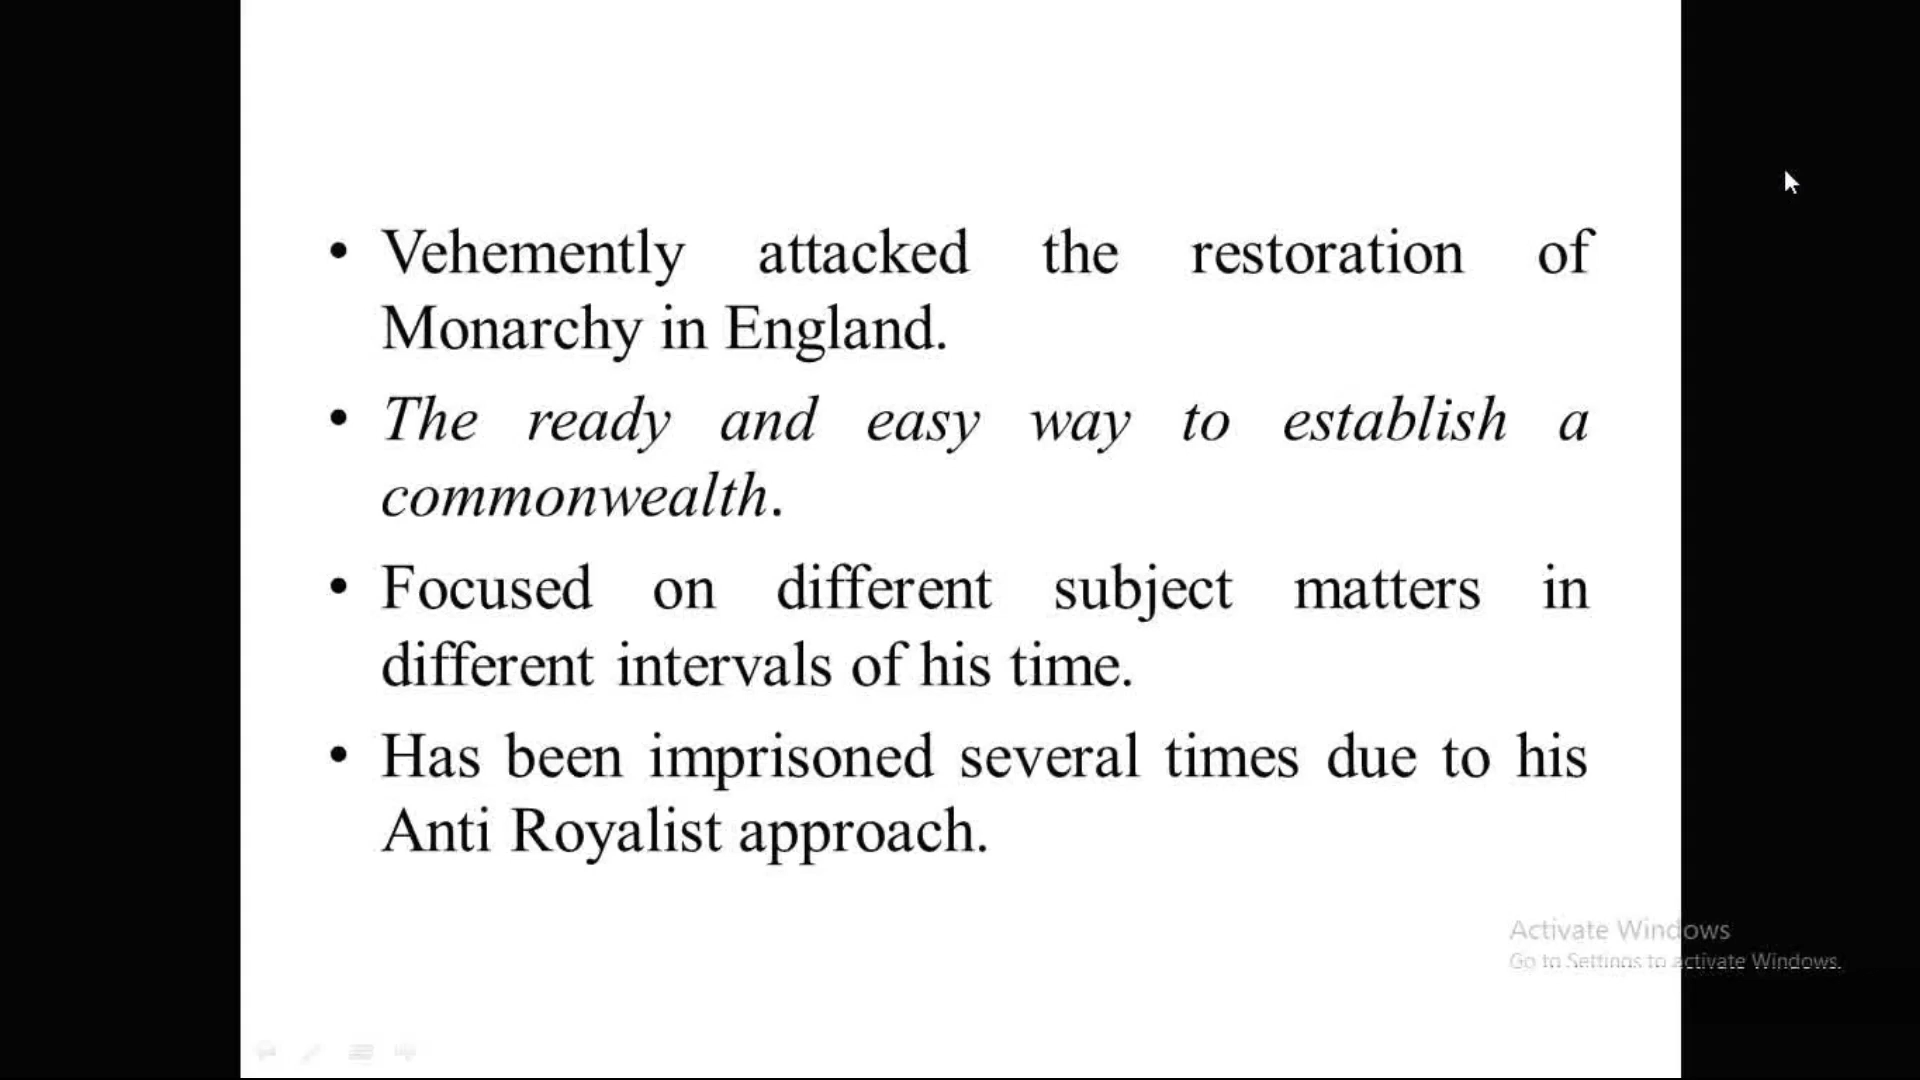 • Vehemently attacked the restoration of
Monarchy in England.
• The ready and easy way to establish a
commonwealth.
• Focused on different subject matters in
different intervals of his time.
• Has been imprisoned several times due to his
Anti Royalist approach.
Activate Windows
Go to Settings to activate Windows.